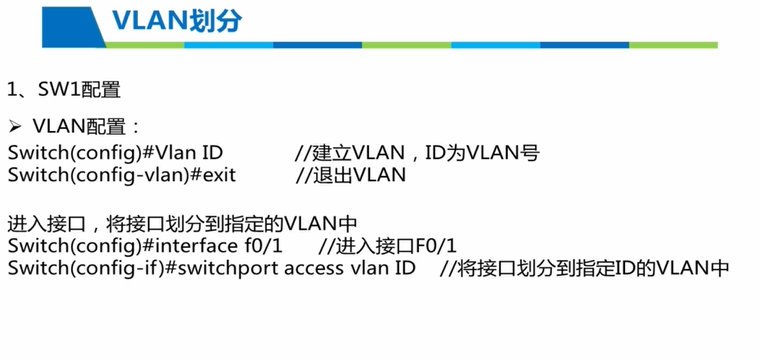 VLAN划分
1、SW1配置
➢ VLAN配置：
Switch(config)#Vlan ID //建立VLAN，ID为VLAN号
Switch(config-vlan)#exit //退出VLAN
进入接口，将接口划分到指定的VLAN中
Switch(config)#interface f0/1 //进入接口F0/1
Switch(config-if)#switchport access vlan ID //将接口划分到指定ID的VLAN中